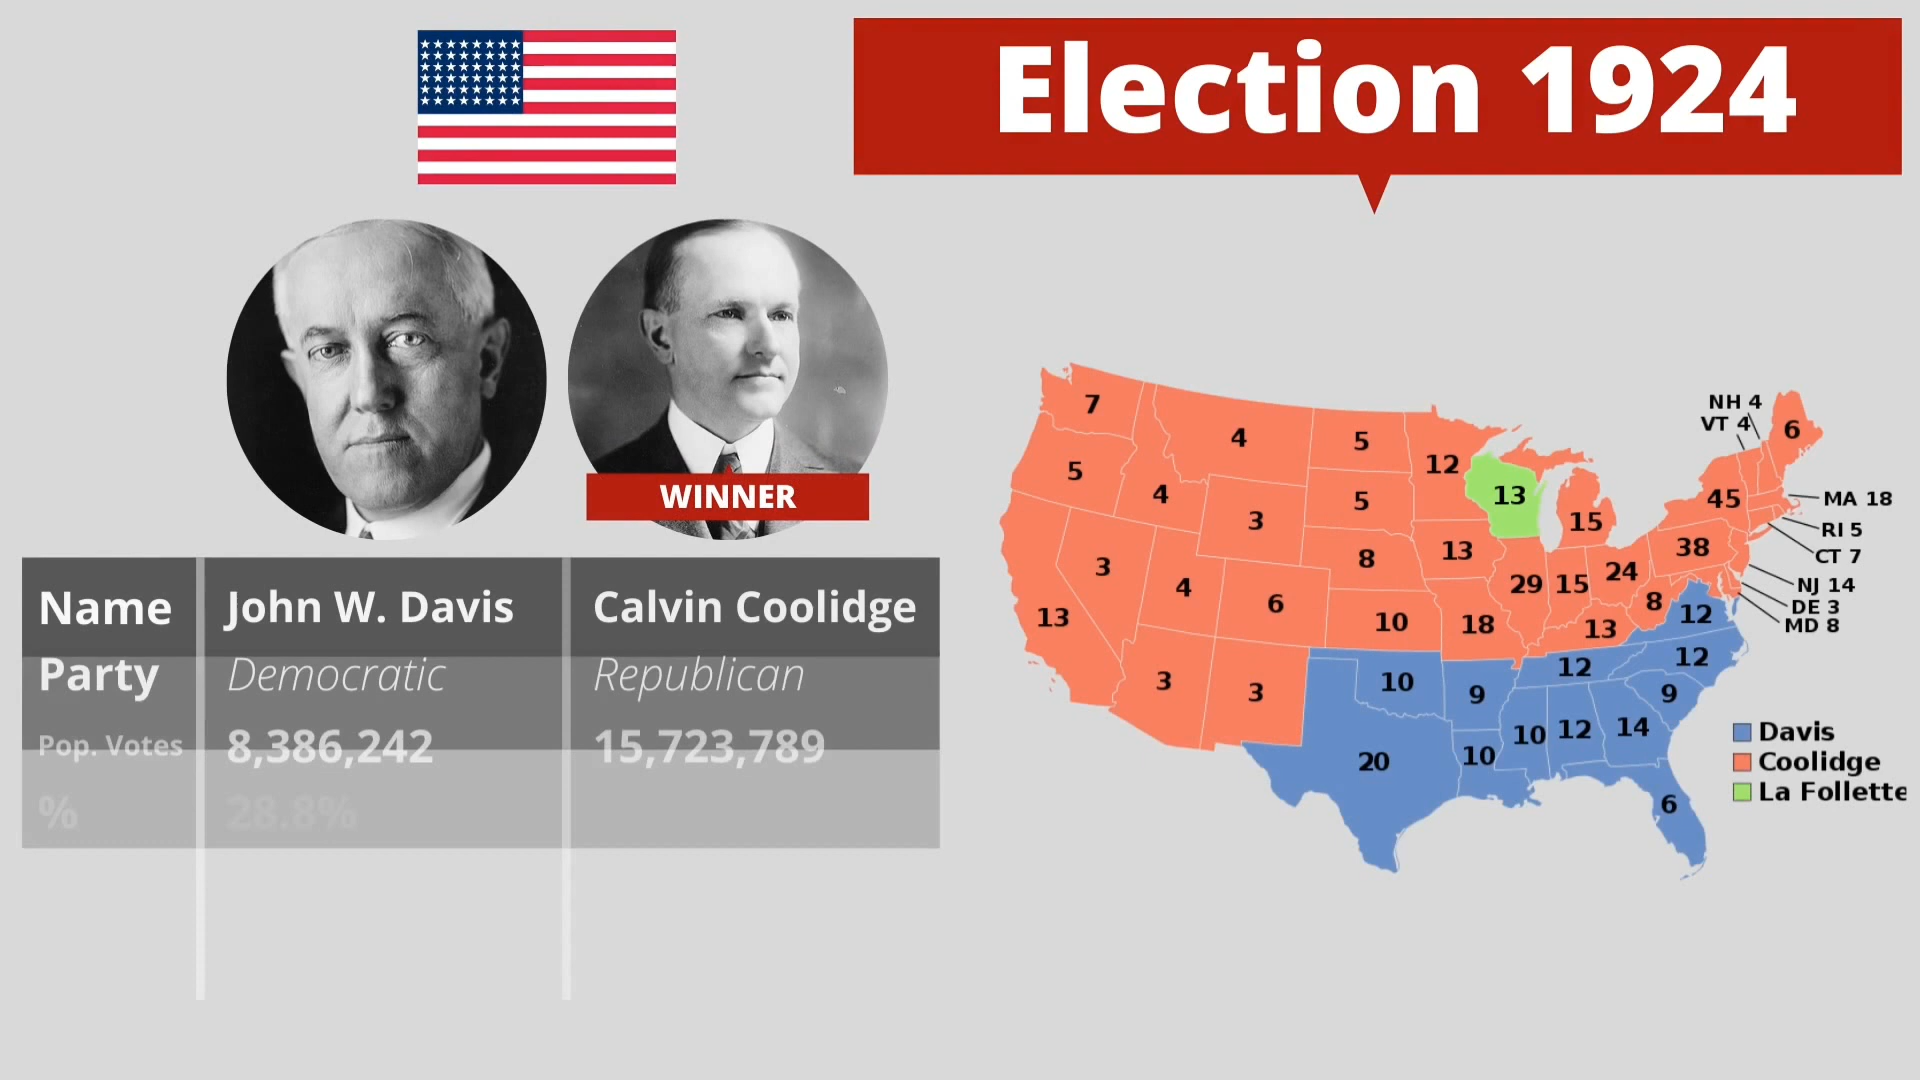 Election 1924
WINNER
Name John W. Davis Calvin Coolidge
Party Democratic Republican
Pop. Votes 8,386,242 15,723,789
% 28.8%
NH 4
VT 4
7
4
5
12
6
5
4
3
5
13
15
45
MA 18
RI 5
CT 7
3
8
13
38
4
6
29
15
24
NJ 14
DE 3
MD 8
13
10
18
13
8
12
3
3
10
9
12
12
9
20
10
10
12
14
6
Davis
Coolidge
La Follette